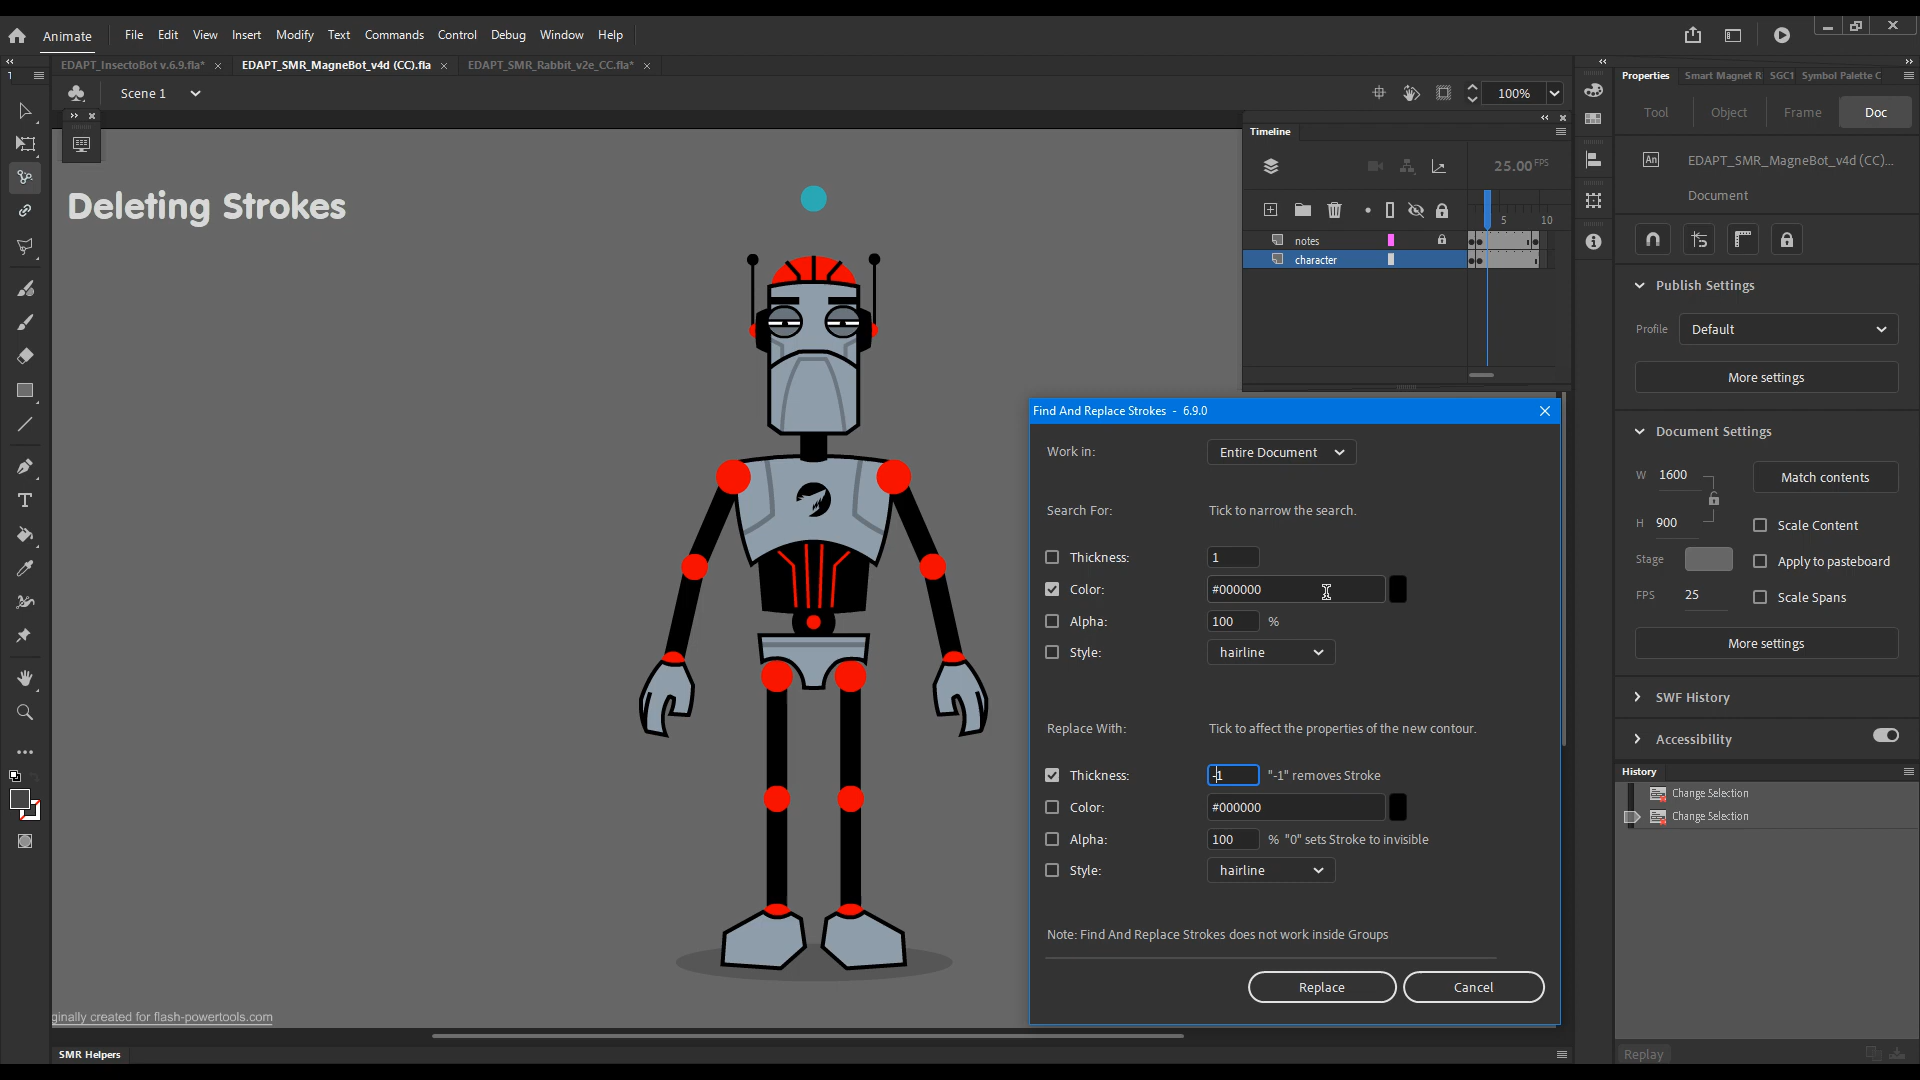 Animate
File Edit View Insert Modify Text Commands Control Debug Window Help
EDAPT_InsectoBot v.6.9.fla*
EDAPT_SMR_MagneBot_v4d (CC).fla
EDAPT_SMR_Rabbit_v2e_CC.fla*
Scene 1
100%
Deleting Strokes
Timeline
25.00 FPS
5
10
notes
character
Find And Replace Strokes - 6.9.0
Work in: Entire Document
Search For: Tick to narrow the search.
Thickness: 1
Color: #000000
Alpha: 100 %
Style: hairline
Replace With: Tick to affect the properties of the new contour.
Thickness: -1 "-1" removes Stroke
Color: #000000
Alpha: 100 % "0" sets Stroke to invisible
Style: hairline
Note: Find And Replace Strokes does not work inside Groups
Replace
Cancel
ginally created for flash-powertools.com
SMR Helpers
Properties
Smart Magnet R
SGC1
Symbol Palette C
Tool
Object
Frame
Doc
An
EDAPT_SMR_MagneBot_v4d (CC)...
Document
Publish Settings
Profile Default
More settings
Document Settings
W 1600
Match contents
H 900
Scale Content
Stage
Apply to pasteboard
FPS 25
Scale Spans
More settings
SWF History
Accessibility
History
Change Selection
Change Selection
Replay